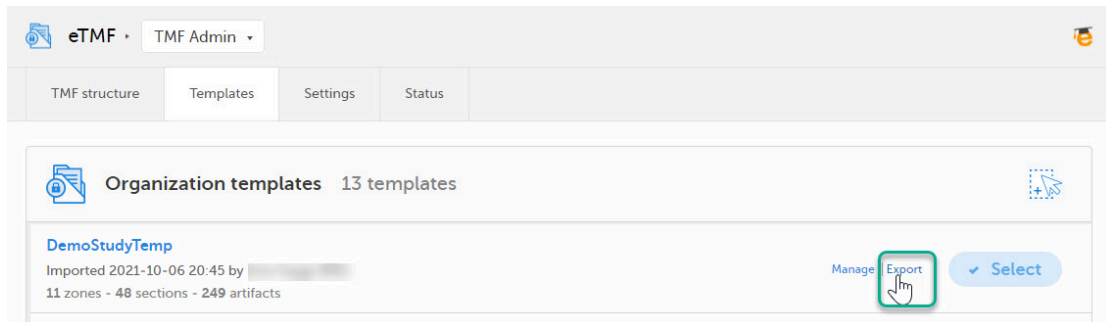 eTMF TMF Admin
TMF structure Templates Settings Status
Organization templates 13 templates
DemoStudyTemp
Imported 2021-10-06 20:45 by
Manage | Export Select
11 zones - 48 sections - 249 artifacts